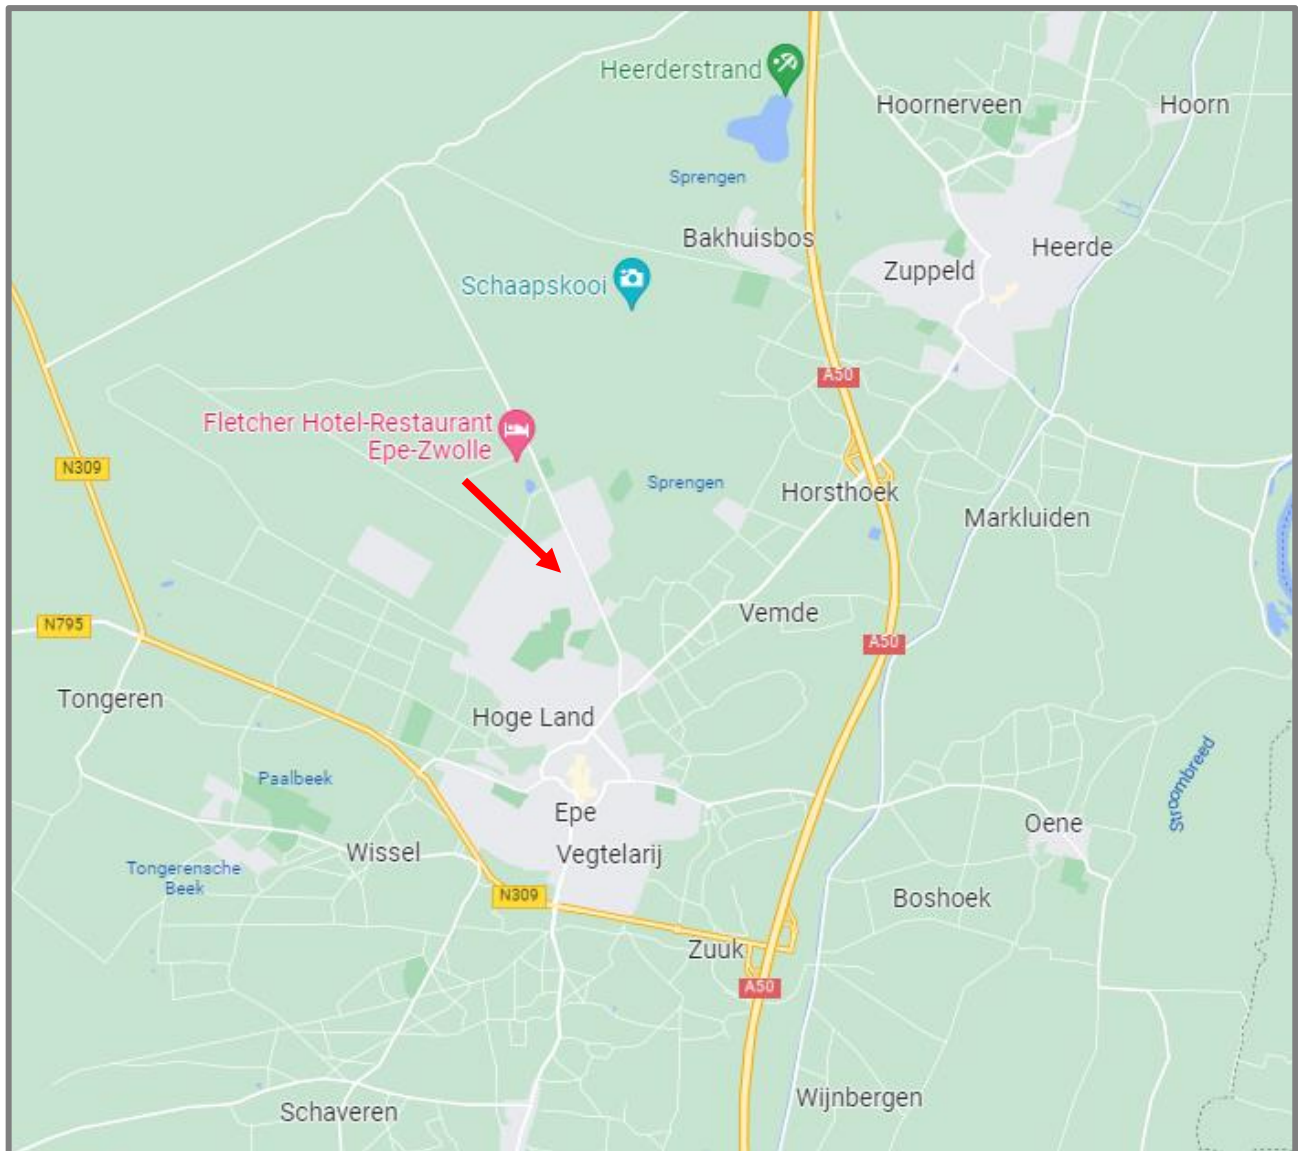 Heerderstrand
Hoornerveen
Hoorn
Sprengen
Bakhuisbos
Heerde
Zuppeld
Schaapskooi
A50
Fletcher Hotel-Restaurant
Epe-Zwolle
N309
Sprengen
Horsthoek
Markluiden
Vemde
N795
A50
Tongeren
Hoge Land
Paalbeek
Stroombreed
Epe
Oene
Wissel
Vegtelarij
Tongerensche
Beek
N309
Boshoek
Zuuk
A50
Wijnbergen
Schaveren